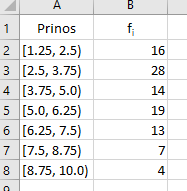 A B
1 Prinos fi
2 [1.25, 2.5) 16
3 [2.5, 3.75) 28
4 [3.75, 5.0) 14
5 [5.0, 6.25) 19
6 [6.25, 7.5) 13
7 [7.5, 8.75) 7
8 [8.75, 10.0) 4